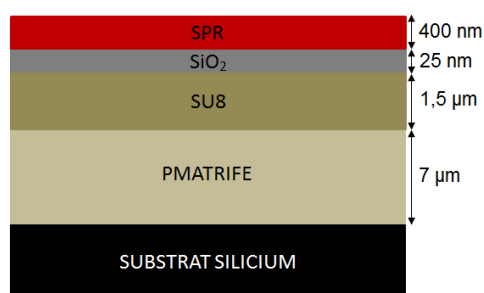 SPR 400 nm
SiO₂ 25 nm
SU8 1,5 µm
PMATRIFE 7 µm
SUBSTRAT SILICIUM